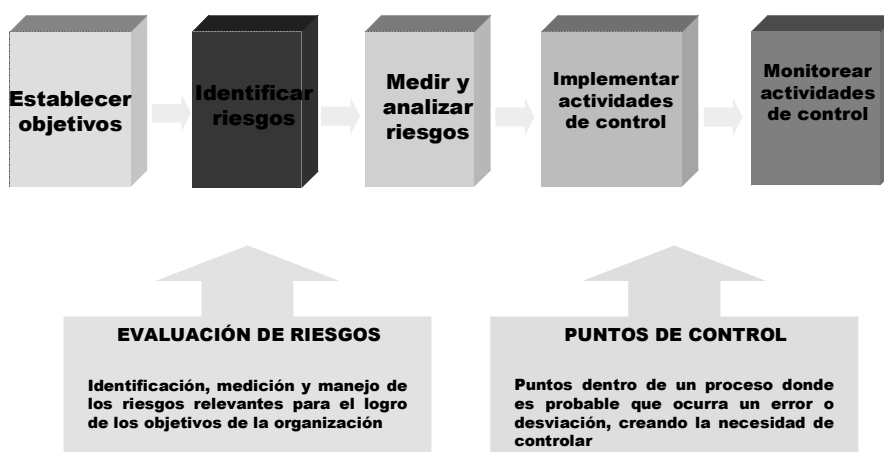 Establecer
objetivos
Identificar
riesgos
Medir y
analizar
riesgos
Implementar
actividades
de control
Monitorear
actividades
de control
EVALUACIÓN DE RIESGOS
Identificación, medición y manejo de
los riesgos relevantes para el logro
de los objetivos de la organización
PUNTOS DE CONTROL
Puntos dentro de un proceso donde
es probable que ocurra un error o
desviación, creando la necesidad de
controlar